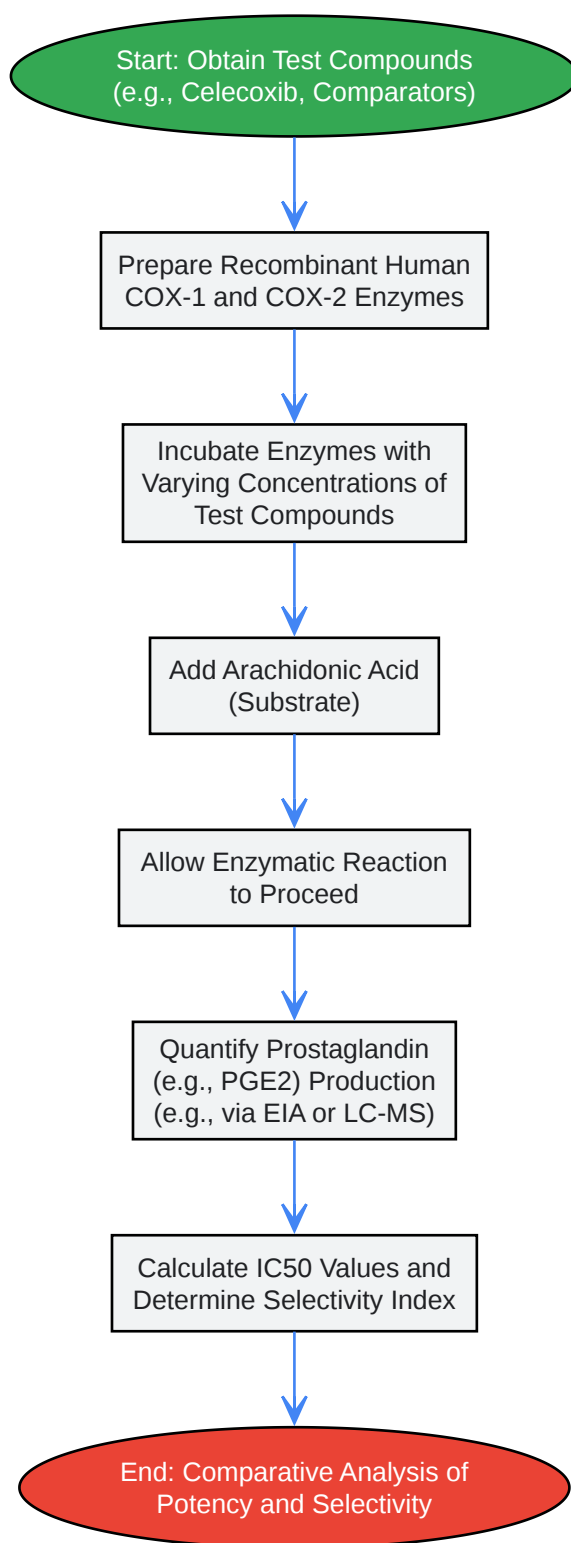 Start: Obtain Test Compounds
(e.g., Celecoxib, Comparators)
Prepare Recombinant Human
COX-1 and COX-2 Enzymes
Incubate Enzymes with
Varying Concentrations of
Test Compounds
Add Arachidonic Acid
(Substrate)
Allow Enzymatic Reaction
to Proceed
Quantify Prostaglandin
(e.g., PGE2) Production
(e.g., via EIA or LC-MS)
Calculate IC50 Values and
Determine Selectivity Index
End: Comparative Analysis of
Potency and Selectivity